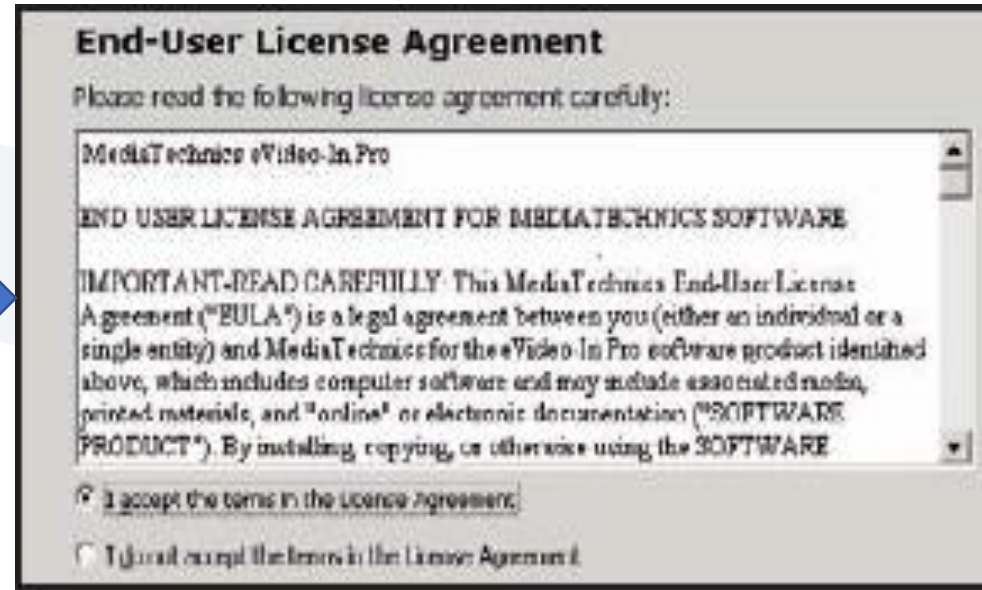 End-User License Agreement
Please read the following license agreement carefully:
MediaTechnics eVideo-In Pro
END USER LICENSE AGREEMENT FOR MEDIATECHNICS SOFTWARE
IMPORTANT-READ CAREFULLY: This MediaTechnics End-User License
Agreement ("EULA") is a legal agreement between you (either an individual or a
single entity) and MediaTechnics for the eVideo-In Pro software product identified
above, which includes computer software and may include associated media,
printed materials, and "online" or electronic documentation ("SOFTWARE
PRODUCT"). By installing, copying, or otherwise using the SOFTWARE
I accept the terms in the License Agreement
I do not accept the terms in the License Agreement